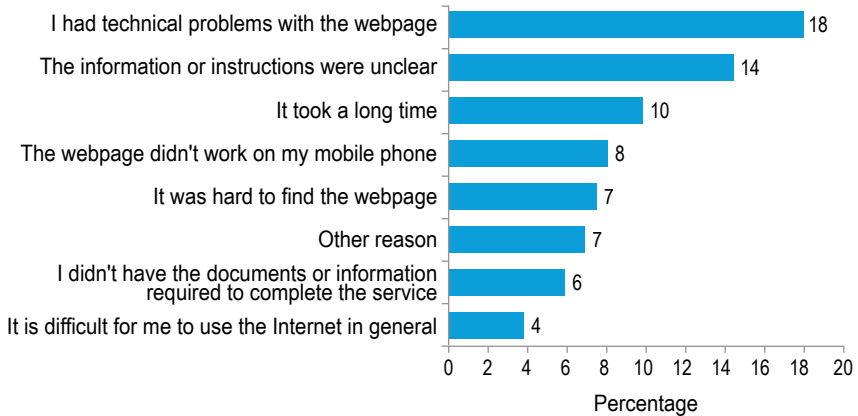 I had technical problems with the webpage
18
The information or instructions were unclear
14
It took a long time
10
The webpage didn't work on my mobile phone
8
It was hard to find the webpage
7
Other reason
7
I didn't have the documents or information
required to complete the service
6
It is difficult for me to use the Internet in general
4
0 2 4 6 8 10 12 14 16 18 20
Percentage